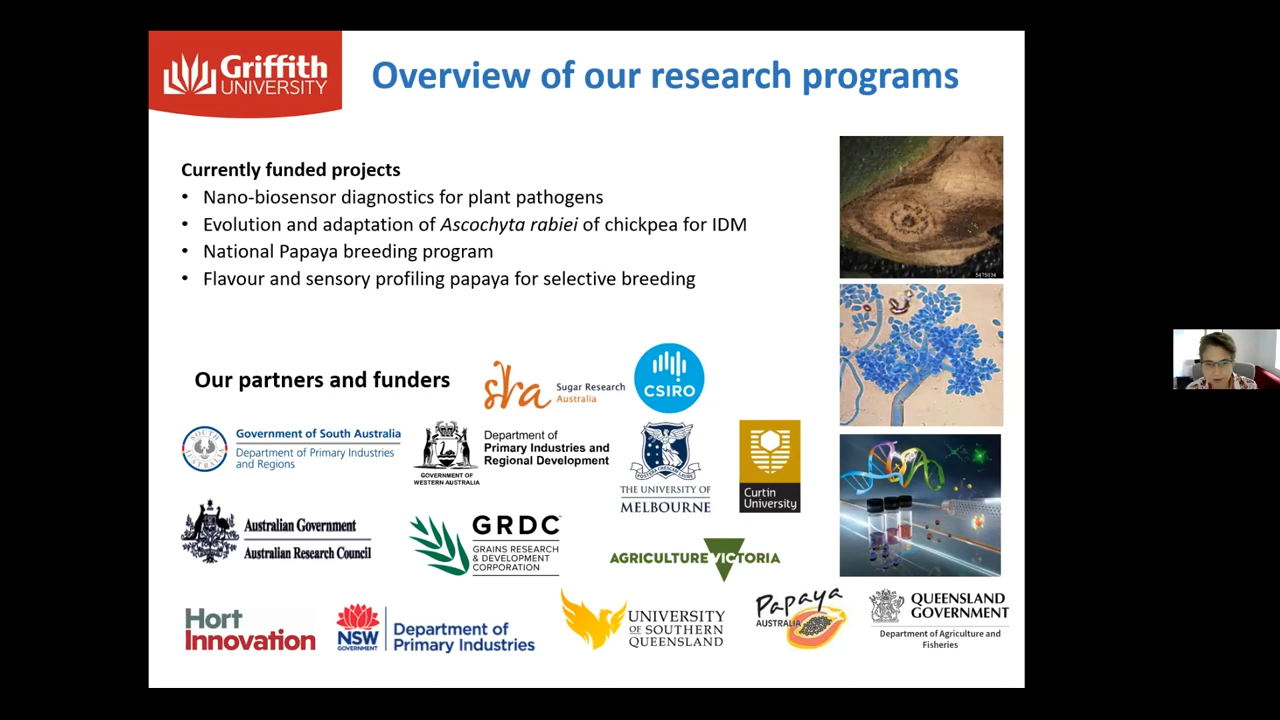 Griffith
UNIVERSITY
Overview of our research programs
Currently funded projects
• Nano-biosensor diagnostics for plant pathogens
• Evolution and adaptation of Ascochyta rabiei of chickpea for IDM
• National Papaya breeding program
• Flavour and sensory profiling papaya for selective breeding
5475034
Our partners and funders
sra
Sugar Research
Australia
CSIRO
SOUTH AUSTRALIA
Government of South Australia
Department of Primary Industries
and Regions
GOVERNMENT OF
WESTERN AUSTRALIA
Department of
Primary Industries and
Regional Development
THE UNIVERSITY OF
MELBOURNE
Curtin
University
Australian Government
Australian Research Council
GRDC
GRAINS RESEARCH
& DEVELOPMENT
CORPORATION
AGRICULTURE VICTORIA
Hort
Innovation
NSW
GOVERNMENT
Department of
Primary Industries
UNIVERSITY
OF SOUTHERN
QUEENSLAND
Papaya
AUSTRALIA
QUEENSLAND
GOVERNMENT
Department of Agriculture and
Fisheries